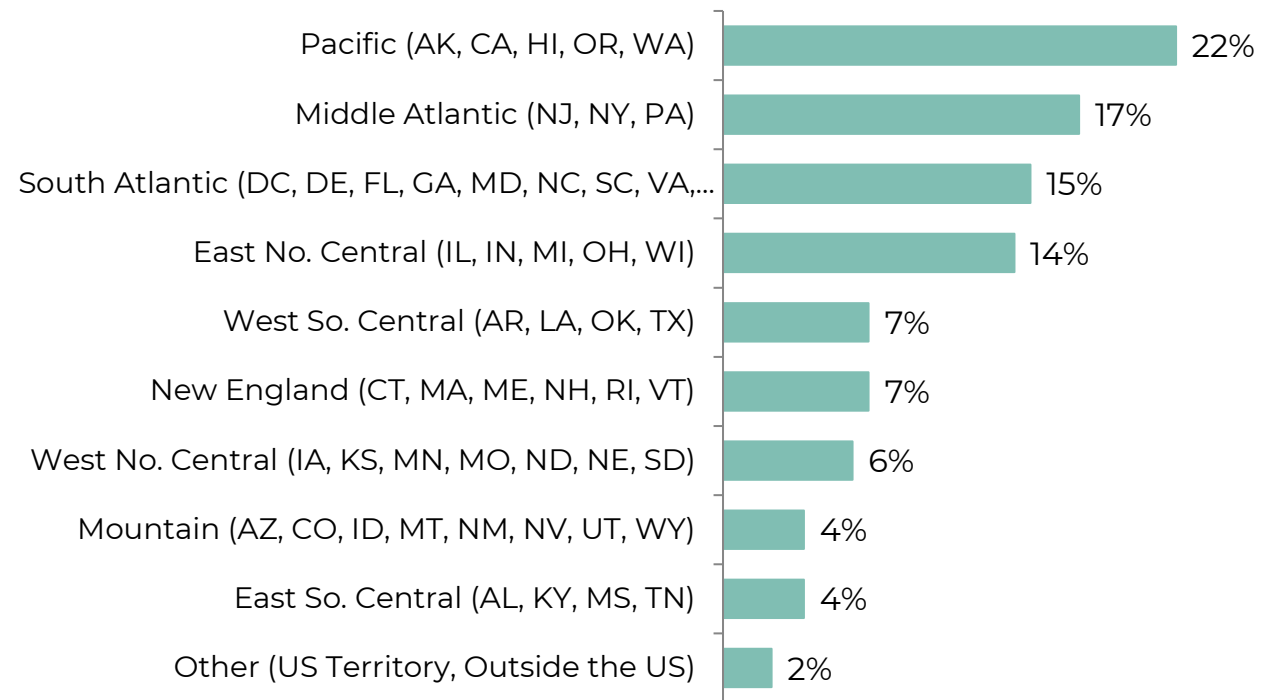 Pacific (AK, CA, HI, OR, WA) 22%
Middle Atlantic (NJ, NY, PA) 17%
South Atlantic (DC, DE, FL, GA, MD, NC, SC, VA,... 15%
East No. Central (IL, IN, MI, OH, WI) 14%
West So. Central (AR, LA, OK, TX) 7%
New England (CT, MA, ME, NH, RI, VT) 7%
West No. Central (IA, KS, MN, MO, ND, NE, SD) 6%
Mountain (AZ, CO, ID, MT, NM, NV, UT, WY) 4%
East So. Central (AL, KY, MS, TN) 4%
Other (US Territory, Outside the US) 2%